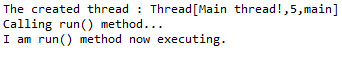 The created thread : Thread[Main thread!,5,main]
Calling run() method...
I am run() method now executing.